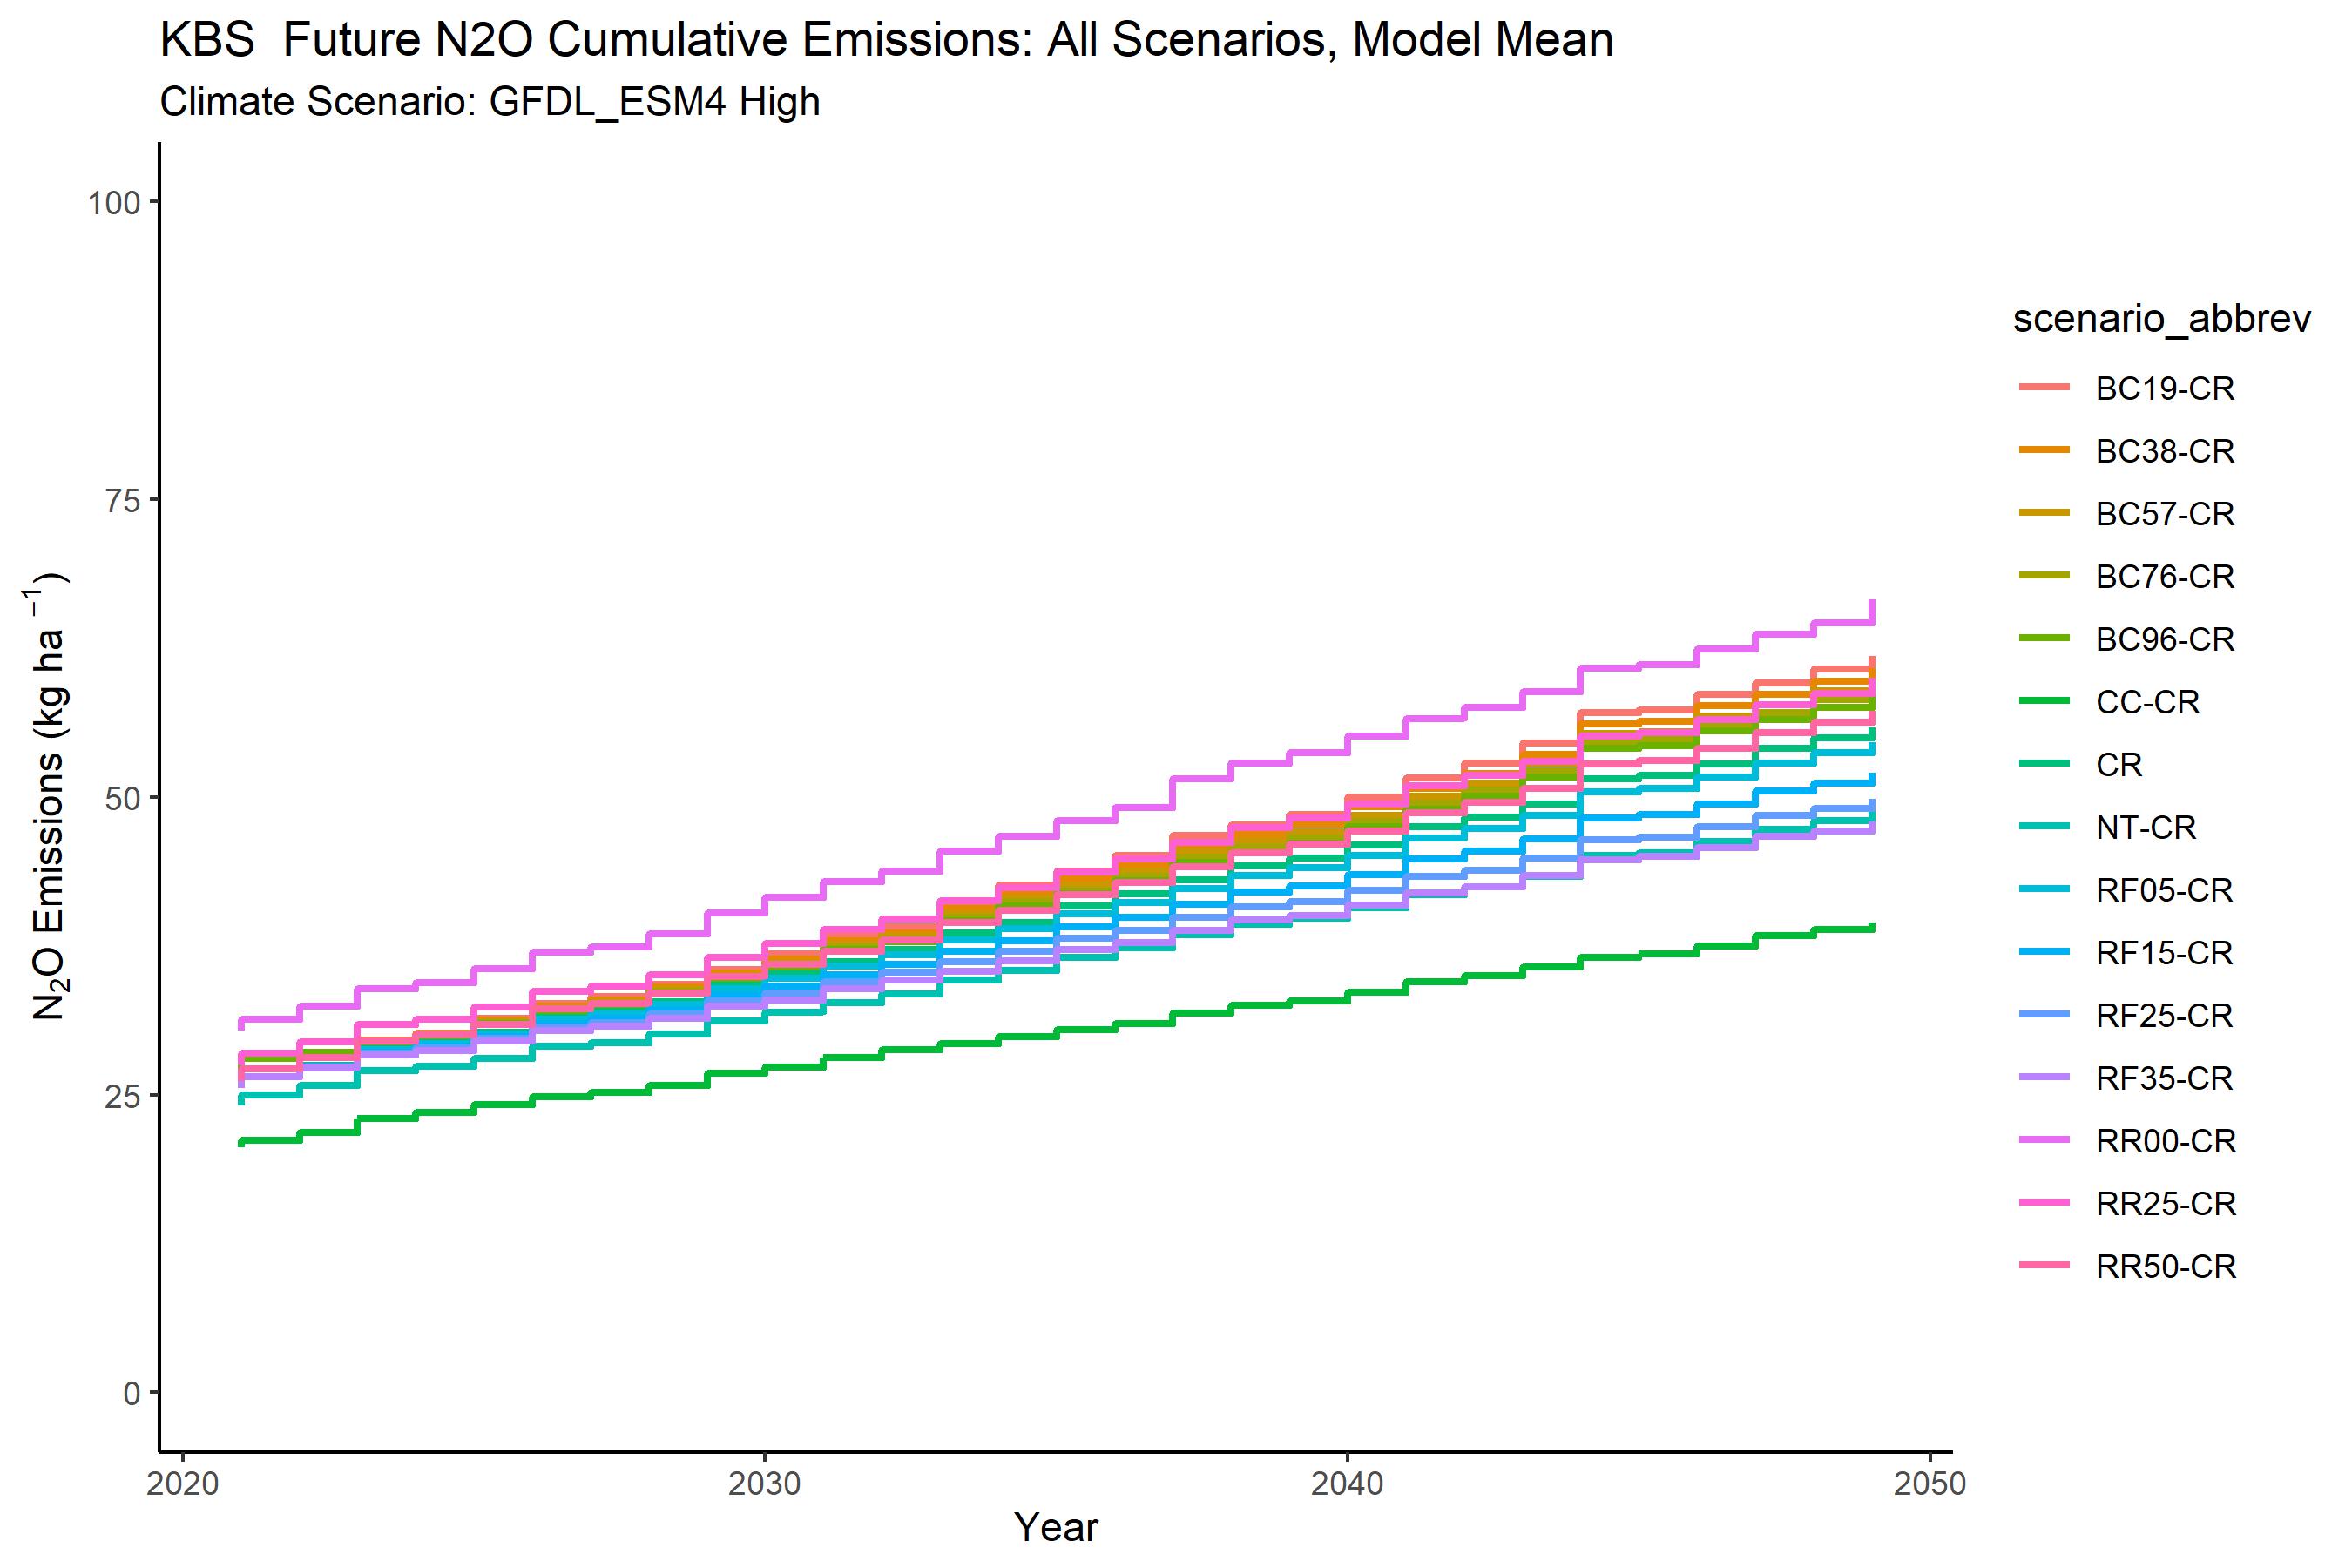 KBS  Future N2O Cumulative Emissions: All Scenarios, Model Mean
Climate Scenario: GFDL_ESM4 High
N₂O Emissions (kg ha ⁻¹)
100
75
50
25
0
2020
2030
2040
2050
Year
scenario_abbrev
BC19-CR
BC38-CR
BC57-CR
BC76-CR
BC96-CR
CC-CR
CR
NT-CR
RF05-CR
RF15-CR
RF25-CR
RF35-CR
RR00-CR
RR25-CR
RR50-CR